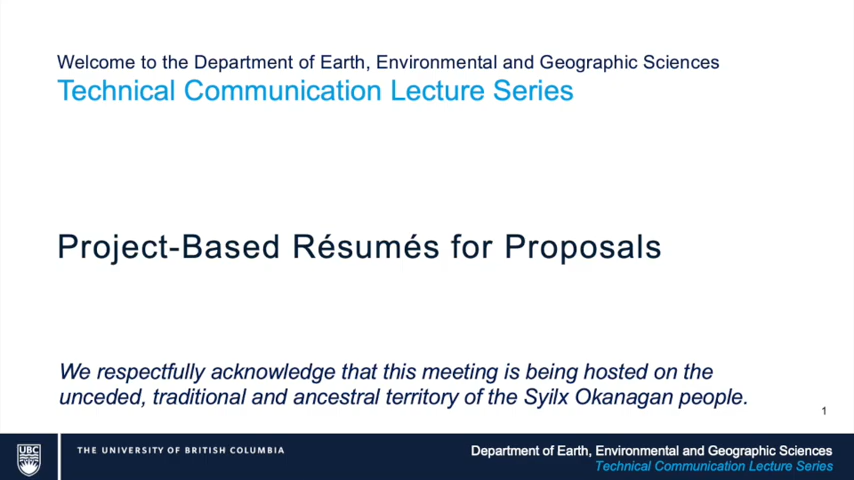 Welcome to the Department of Earth, Environmental and Geographic Sciences
Technical Communication Lecture Series
Project-Based Résumés for Proposals
We respectfully acknowledge that this meeting is being hosted on the
unceded, traditional and ancestral territory of the Syilx Okanagan people.
1
UBC
THE UNIVERSITY OF BRITISH COLUMBIA
Department of Earth, Environmental and Geographic Sciences
Technical Communication Lecture Series